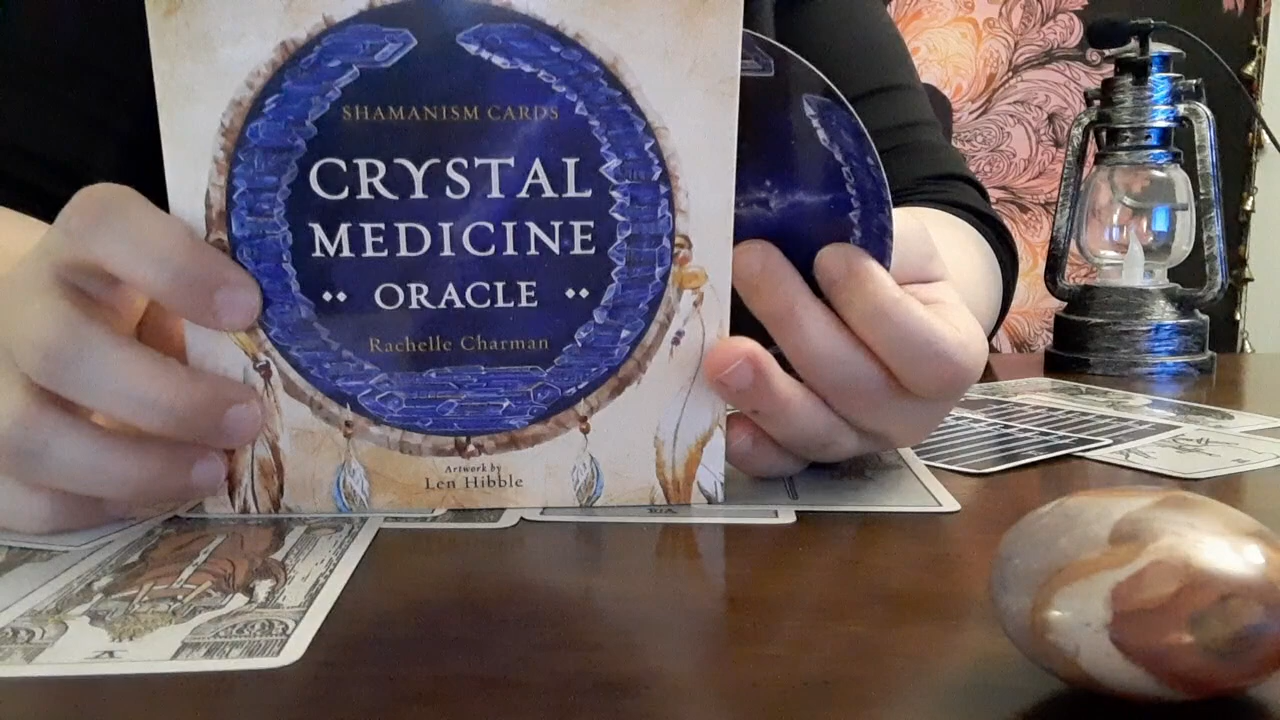 SHAMANISM CARDS
CRYSTAL
MEDICINE
•• ORACLE ••
Rachelle Charman
Artwork by
Len Hibble